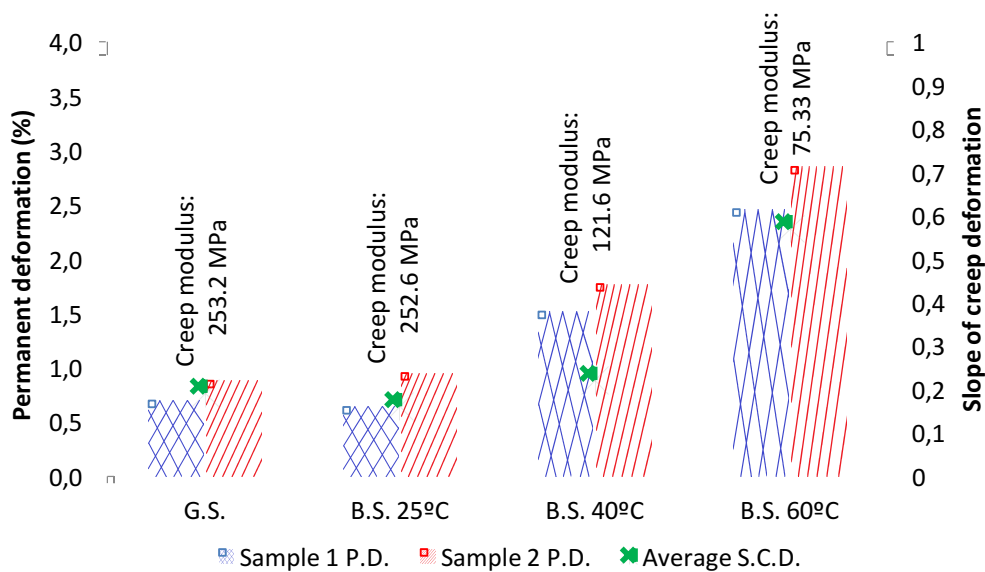 Permanent deformation (%)
4,0
3,5
3,0
2,5
2,0
1,5
1,0
0,5
0,0
Creep modulus:
253.2 MPa
Creep modulus:
252.6 MPa
Creep modulus:
121.6 MPa
Creep modulus:
75.33 MPa
1
0,9
0,8
0,7
0,6
0,5
0,4
0,3
0,2
0,1
0
Slope of creep deformation
G.S.
B.S. 25ºC
B.S. 40ºC
B.S. 60ºC
Sample 1 P.D.
Sample 2 P.D.
Average S.C.D.